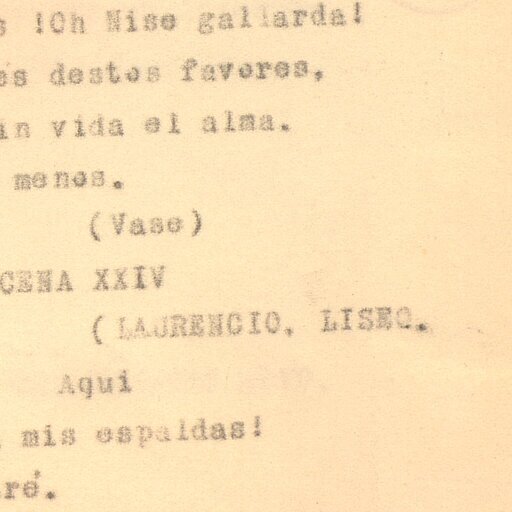 s !Oh Nise gallarda!
és destos favores,
in vida el alma.
menos.
(Vase)
CENA XXIV
(LAURENCIO, LISEO.
Aqui
mis espaldas!
ré.